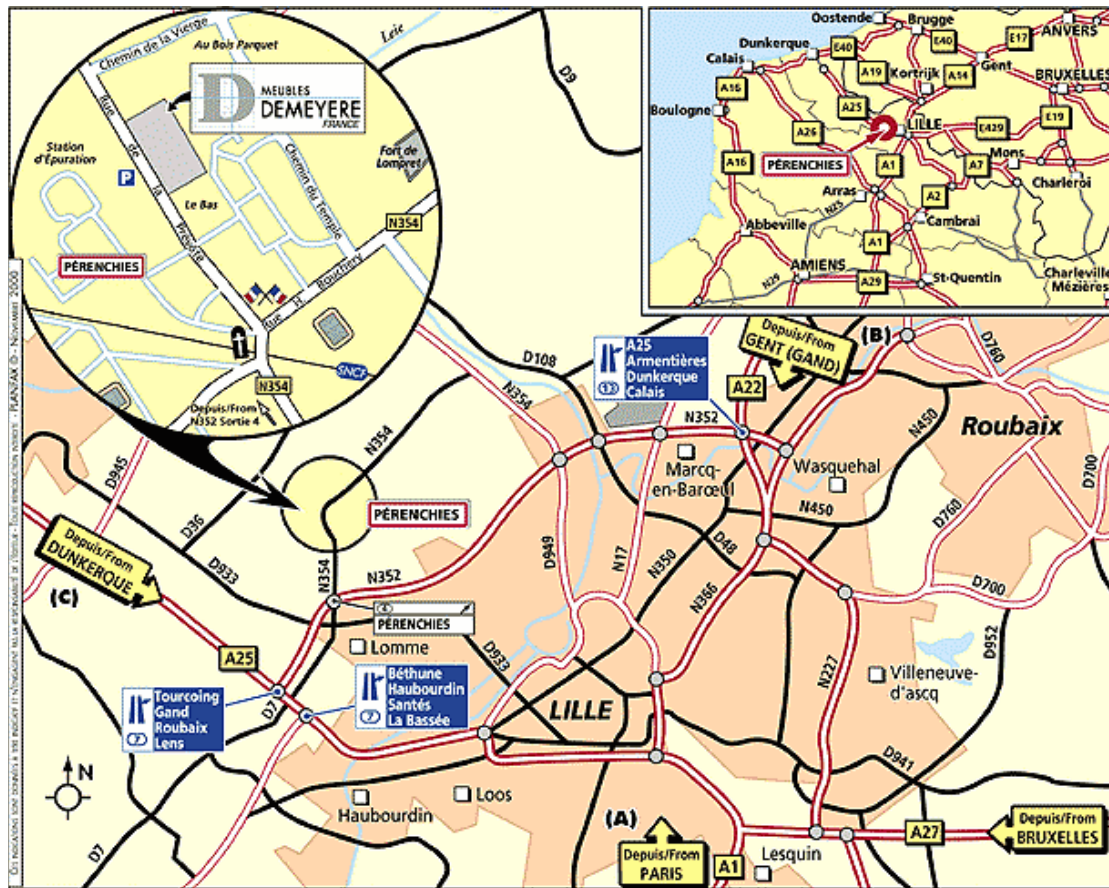 Chemin de la Vierge
Au Bois Parquet
D
MEUBLES
DEMEYERE
FRANCE
Rue de la Prévôté
Station
d'Épuration
P
Le Bas
Chemin du Temple
Fort de
Lompret
N354
PÉRENCHIES
Rue H. Bouchery
SNCF
N354
Depuis/From
N352 Sortie 4
Leie
D9
Oostende
Brugge
ANVERS
Dunkerque
E40
E40
E17
Calais
A19
Kortrijk
A14
Gent
BRUXELLES
A16
A25
Boulogne
LILLE
E429
E19
A26
PÉRENCHIES
A1
A7
Mons
A16
Charleroi
Arras
N25
A2
Cambrai
Abbeville
A1
AMIENS
St-Quentin
N29
A29
Charleville
Mézières
D108
N354
N354
13
A25
Armentières
Dunkerque
Calais
Depuis/From
GENT (GAND)
(B)
A22
D760
N352
N450
Roubaix
Marcq-
en-Barœul
Wasquehal
D700
N450
D760
D945
D36
PÉRENCHIES
Depuis/From
DUNKERQUE
(C)
D933
N354
N352
D949
N17
N350
D48
N366
D700
D952
4
PÉRENCHIES
Lomme
D933
A25
7
Tourcoing
Gand
Roubaix
Lens
D7
7
Béthune
Haubourdin
Santés
La Bassée
LILLE
N227
Villeneuve-
d'ascq
D941
N
Haubourdin
Loos
D7
(A)
Depuis/From
PARIS
A1
Lesquin
A27
Depuis/From
BRUXELLES